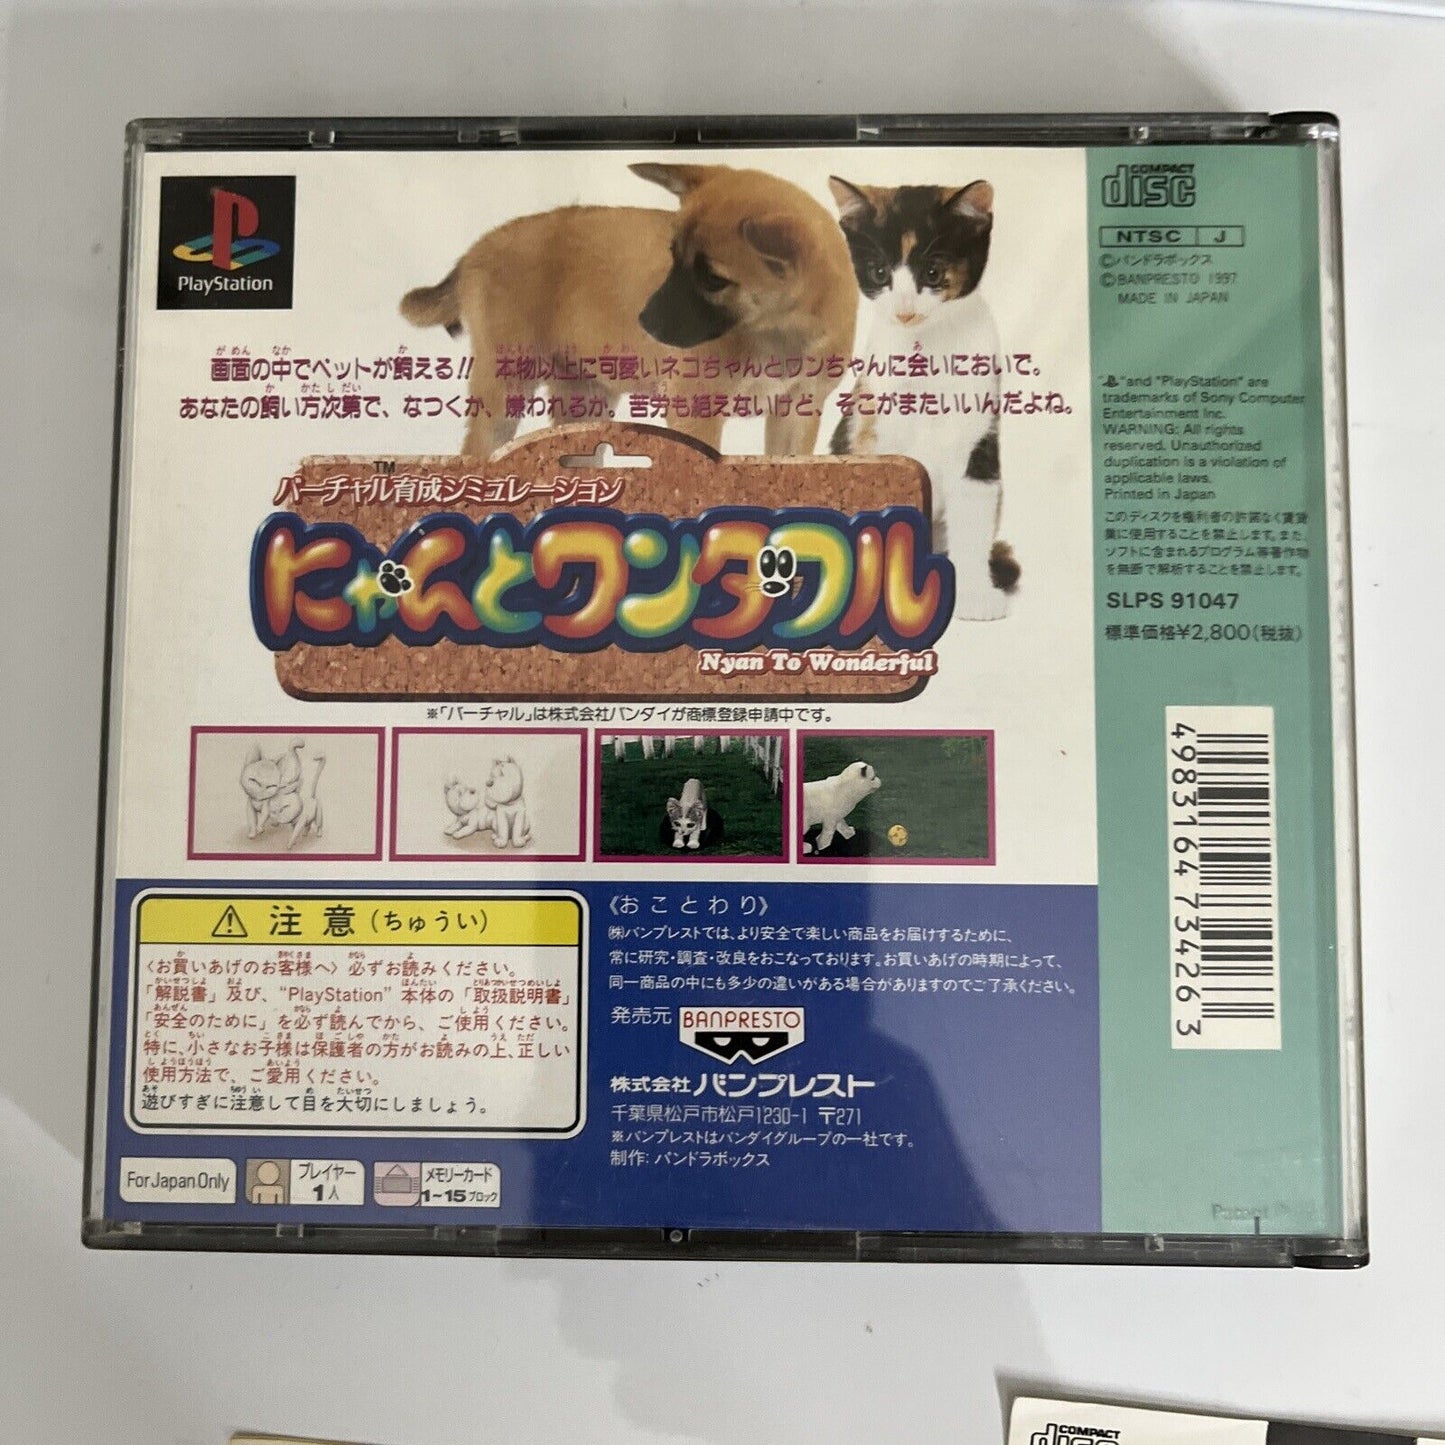 PlayStation
画面の中でペットが飼える!! 本物以上に可愛いネコちゃんとワンちゃんに会いにおいで。
あなたの飼い方次第で、なつくか、嫌われるか。苦労も絶えないけど、そこがまたいいんだよね。
バーチャル育成シミュレーション
TM
にゃんとワンダフル
Nyan To Wonderful
※「バーチャル」は株式会社バンダイが商標登録申請中です。
注意(ちゅうい)
〈お買いあげのお客様へ〉必ずお読みください。
「解説書」及び、“PlayStation” 本体の「取扱説明書」
「安全のために」を必ず読んでから、ご使用ください。
特に、小さなお子様は保護者の方がお読みの上、正しい
使用方法で、ご愛用ください。
遊びすぎに注意して目を大切にしましょう。
For Japan Only
プレイヤー
1人
メモリーカード
1~15ブロック
《おことわり》
㈱バンプレストでは、より安全で楽しい商品をお届けするために、
常に研究・調査・改良をおこなっております。お買いあげの時期によって、
同一商品の中にも多少の違いがある場合がありますのでご了承ください。
発売元
BANPRESTO
株式会社 バンプレスト
千葉県松戸市松戸1230-1 〒271
※バンプレストはバンダイグループの一社です。
制作: パンドラボックス
COMPACT
disc
NTSC J
©パンドラボックス
©BANPRESTO 1997
MADE IN JAPAN
"and "PlayStation" are
trademarks of Sony Computer
Entertainment Inc.
WARNING: All rights
reserved. Unauthorized
duplication is a violation of
applicable laws.
Printed in Japan
このディスクを権利者の許諾なく賃貸
業に使用することを禁止します。また、
ソフトに含まれるプログラム等著作物
を無断で解析することを禁止します。
SLPS 91047
標準価格¥2,800(税抜)
4983164734263
COMPACT
disc